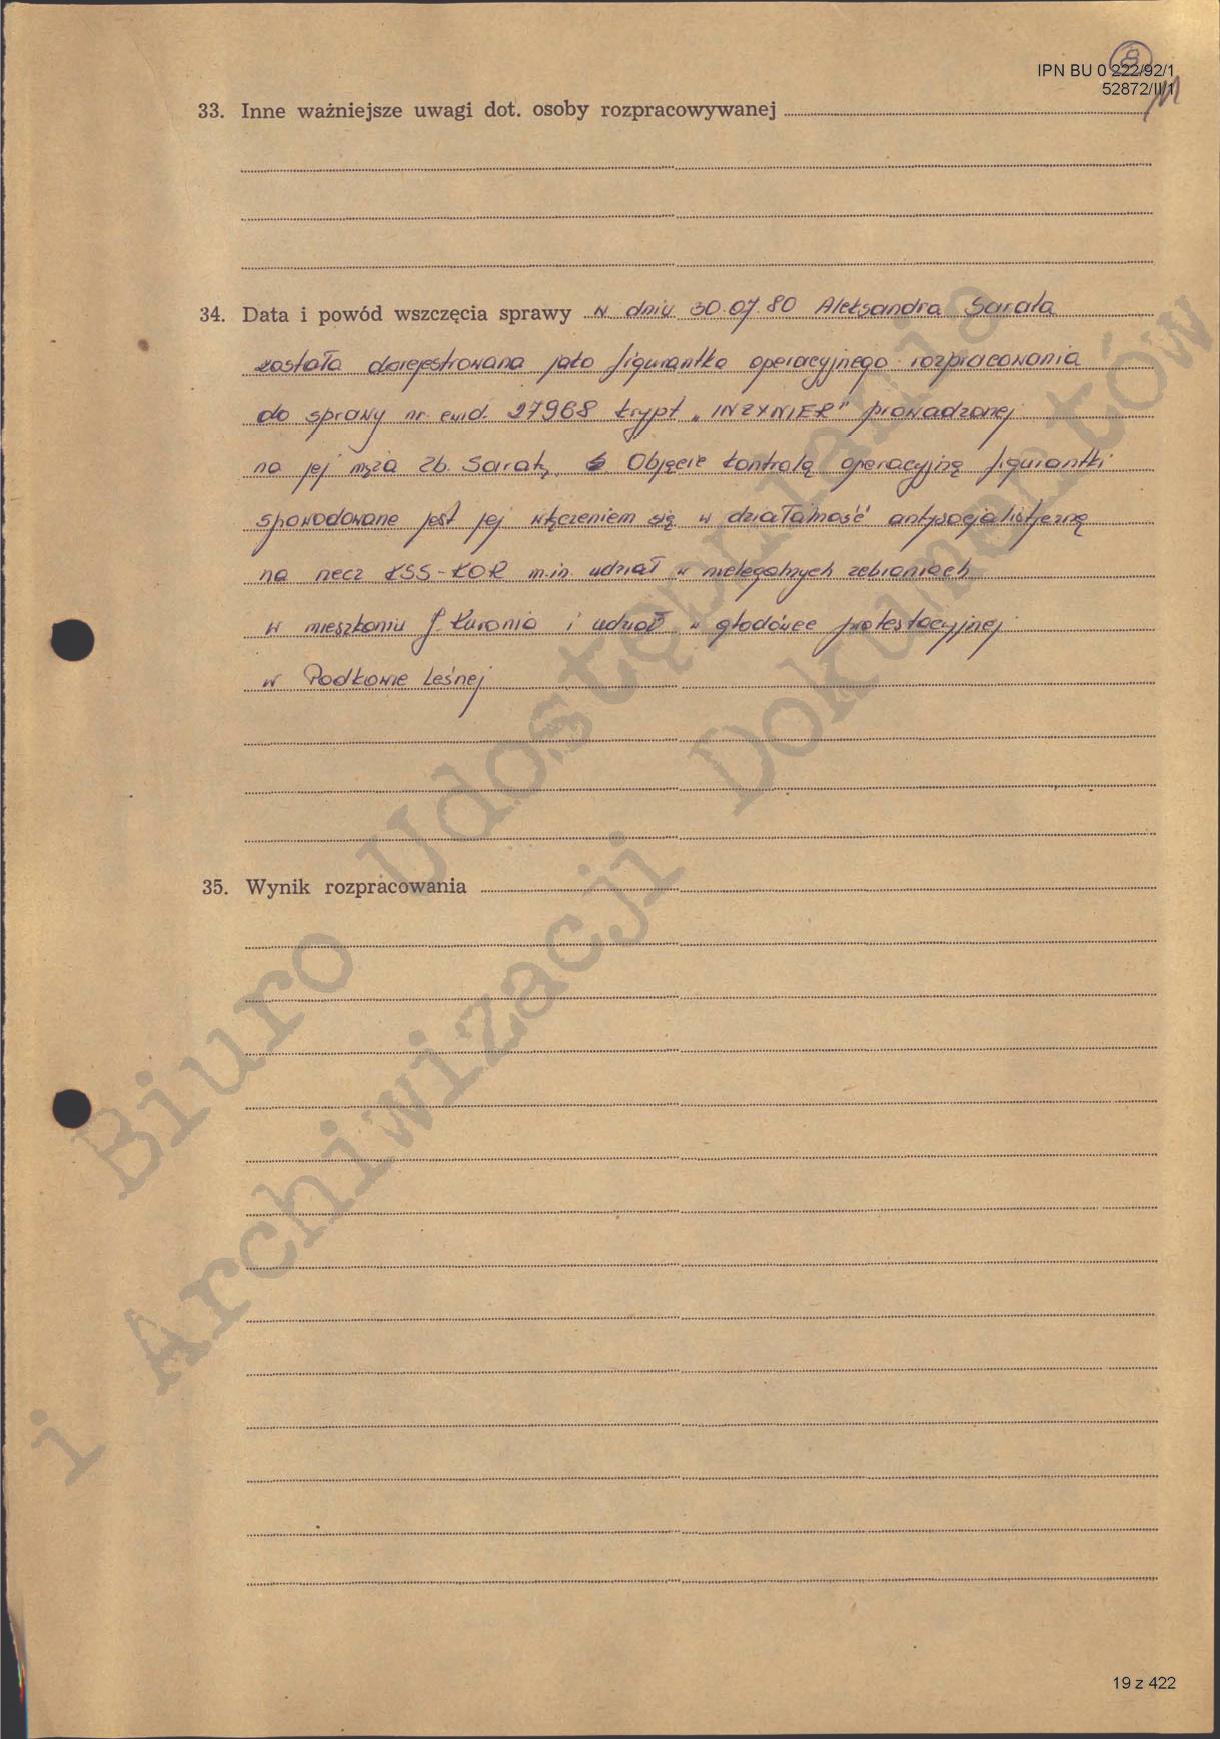 8
IPN BU 0 222/92/1
52872/II/1
33. Inne ważniejsze uwagi dot. osoby rozpracowywanej
34. Data i powód wszczęcia sprawy w dniu 30.07.80 Aleksandra Sarata
została dorejestrowana jako figurantka operacyjnego rozpracowania
do sprawy nr. ewid. 27968 krypt „INŻYNIER" prowadzonej
na jej męża Zb. Saratę. Objęcie kontrolą operacyjną figurantki
spowodowane jest jej włączeniem się w działalność antysocjalistyczną
na rzecz KSS-KOR m.in. udział w nielegalnych zebraniach
w mieszkaniu J. Kuronia i udział w głodówce protestacyjnej
w Podkowie Leśnej
35. Wynik rozpracowania
Biuro Udostępniania
i Archiwizacji Dokumentów
19 z 422